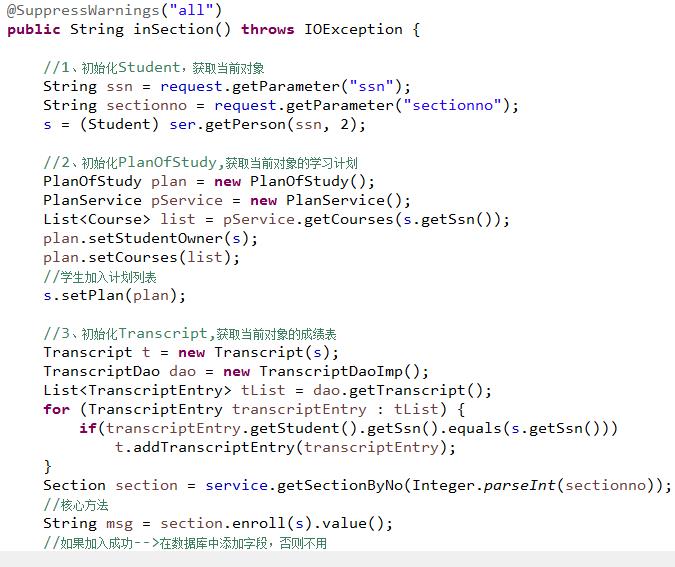 @SuppressWarnings("all")
public String inSection() throws IOException {
//1、初始化Student，获取当前对象
String ssn = request.getParameter("ssn");
String sectionno = request.getParameter("sectionno");
s = (Student) ser.getPerson(ssn, 2);
//2、初始化PlanOfStudy,获取当前对象的学习计划
PlanOfStudy plan = new PlanOfStudy();
PlanService pService = new PlanService();
List<Course> list = pService.getCourses(s.getSsn());
plan.setStudentOwner(s);
plan.setCourses(list);
//学生加入计划列表
s.setPlan(plan);
//3、初始化Transcript,获取当前对象的成绩表
Transcript t = new Transcript(s);
TranscriptDao dao = new TranscriptDaoImp();
List<TranscriptEntry> tList = dao.getTranscript();
for (TranscriptEntry transcriptEntry : tList) {
if(transcriptEntry.getStudent().getSsn().equals(s.getSsn()))
t.addTranscriptEntry(transcriptEntry);
}
Section section = service.getSectionByNo(Integer.parseInt(sectionno));
//核心方法
String msg = section.enroll(s).value();
//如果加入成功-->在数据库中添加字段，否则不用